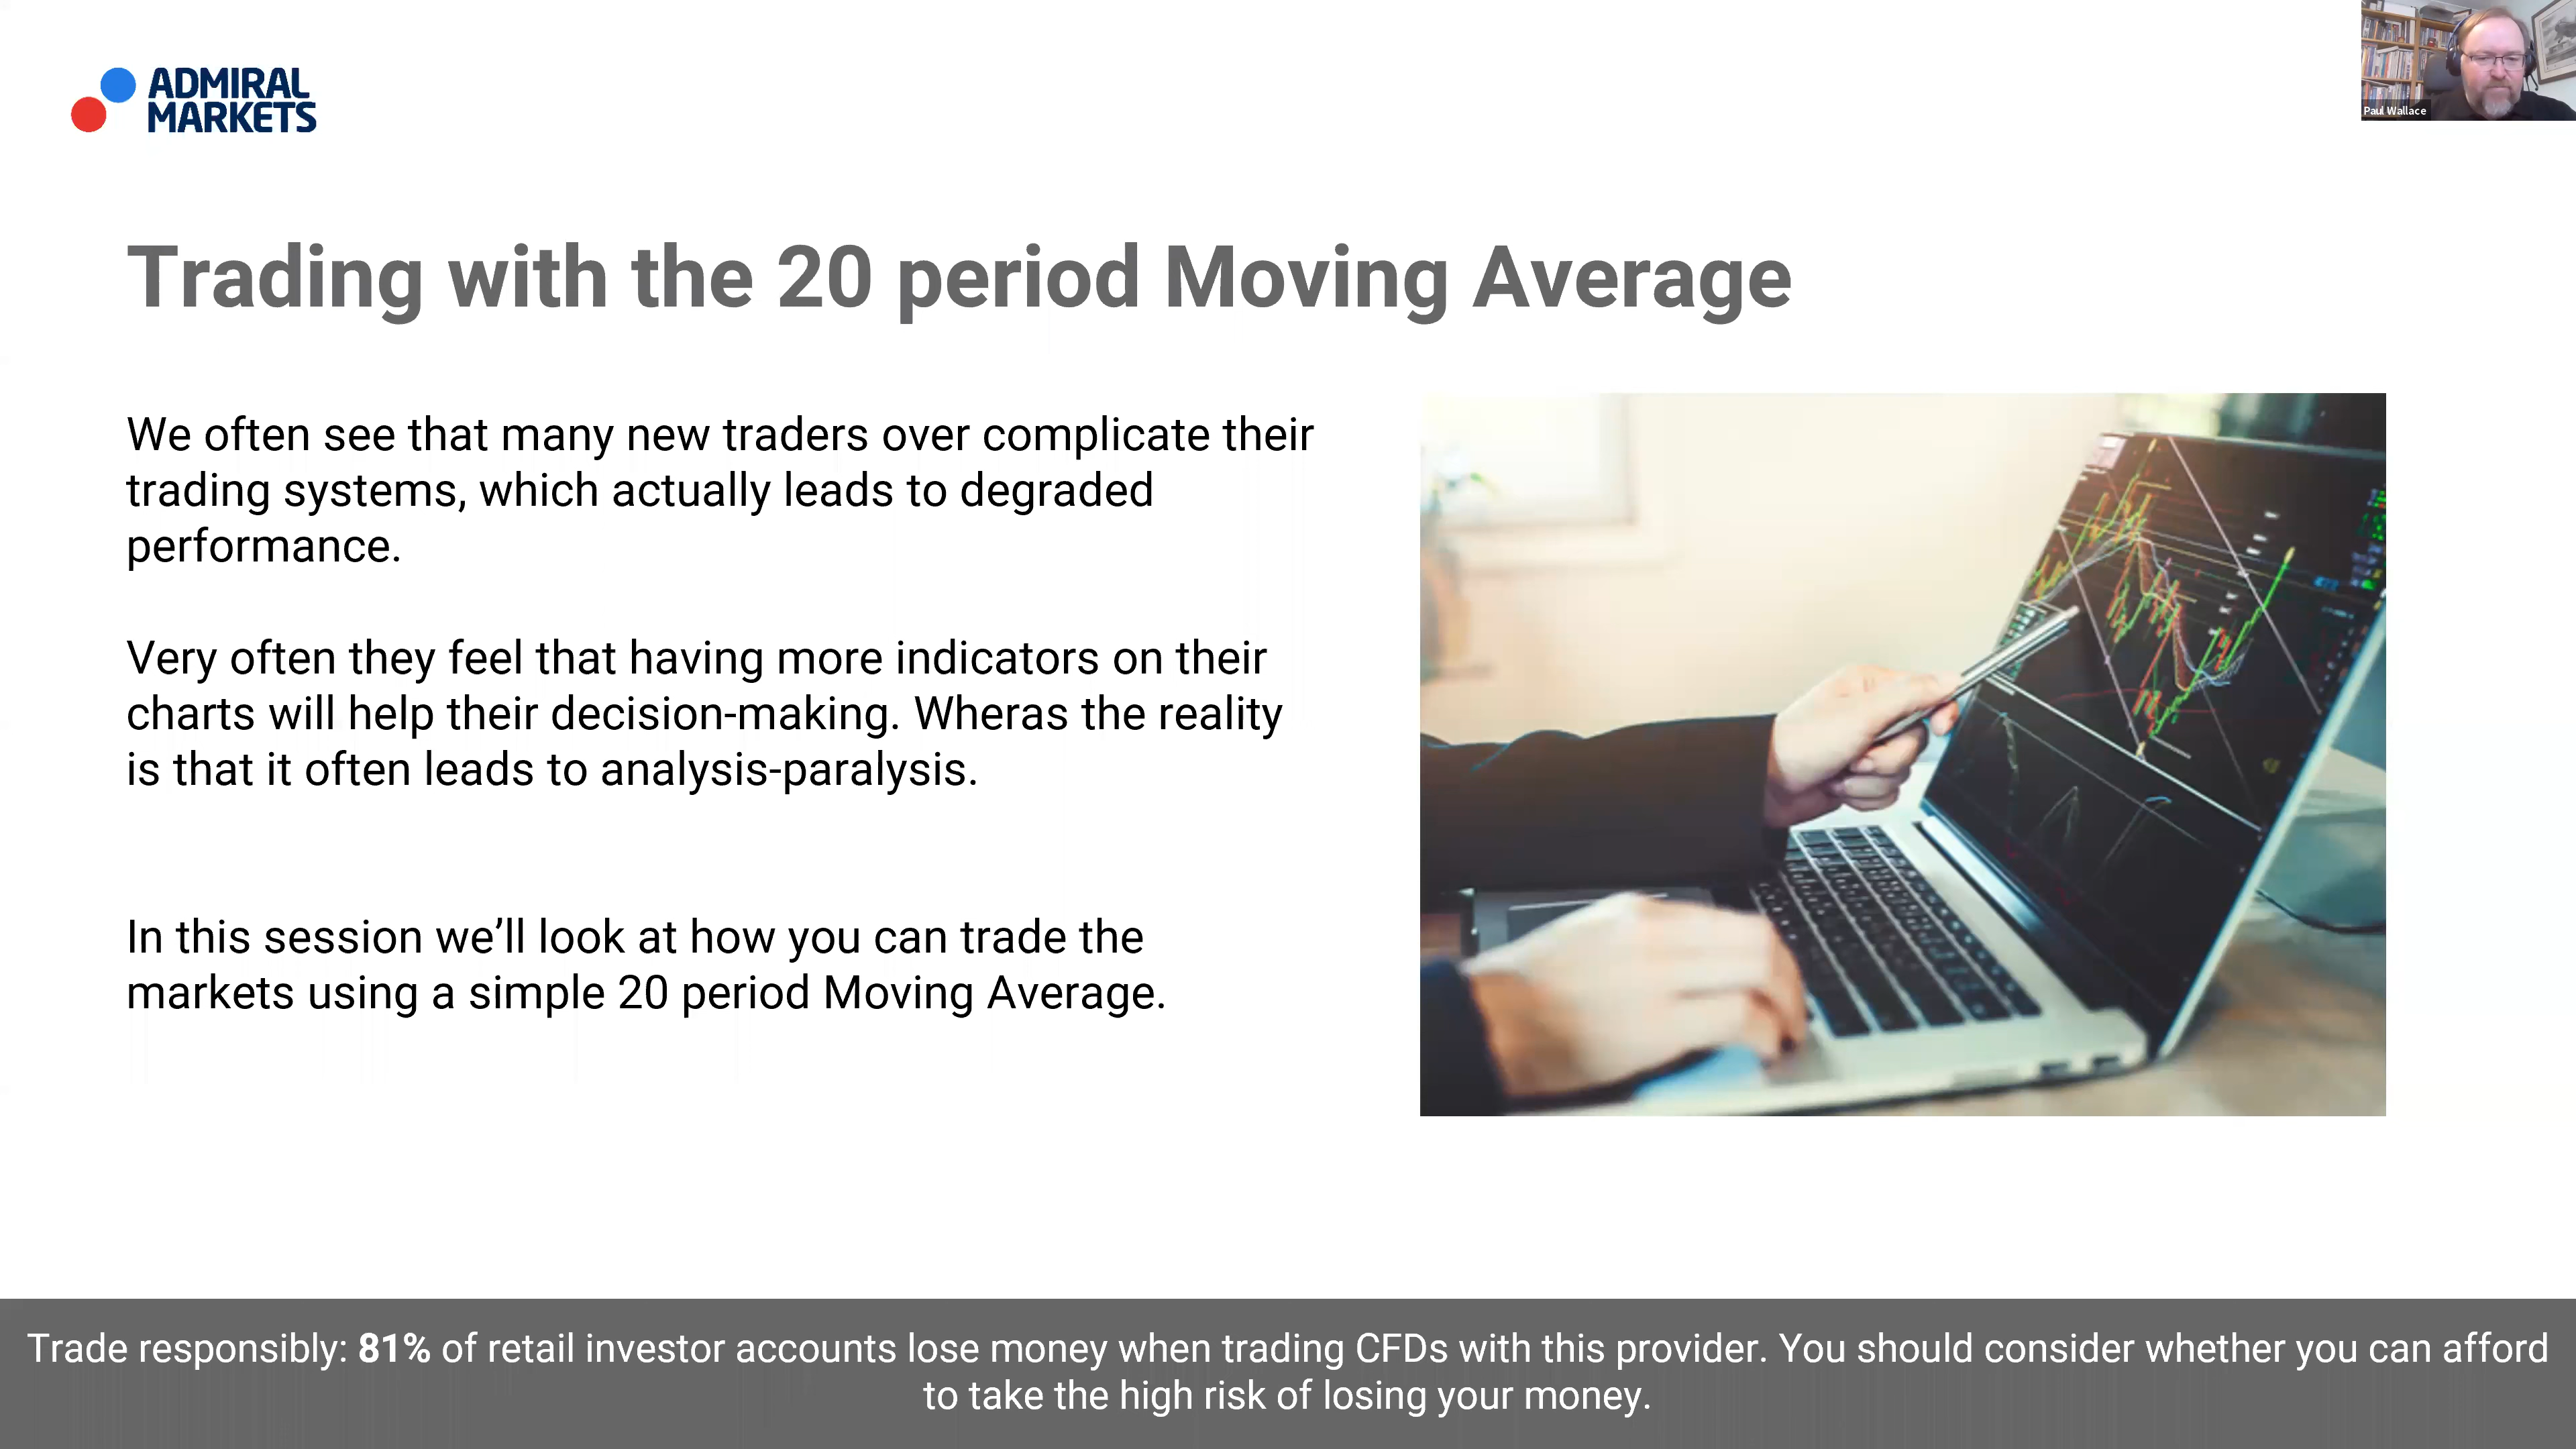 ADMIRAL
MARKETS
Paul Wallace
Trading with the 20 period Moving Average
We often see that many new traders over complicate their
trading systems, which actually leads to degraded
performance.
Very often they feel that having more indicators on their
charts will help their decision-making. Wheras the reality
is that it often leads to analysis-paralysis.
In this session we’ll look at how you can trade the
markets using a simple 20 period Moving Average.
Trade responsibly: 81% of retail investor accounts lose money when trading CFDs with this provider. You should consider whether you can afford
to take the high risk of losing your money.